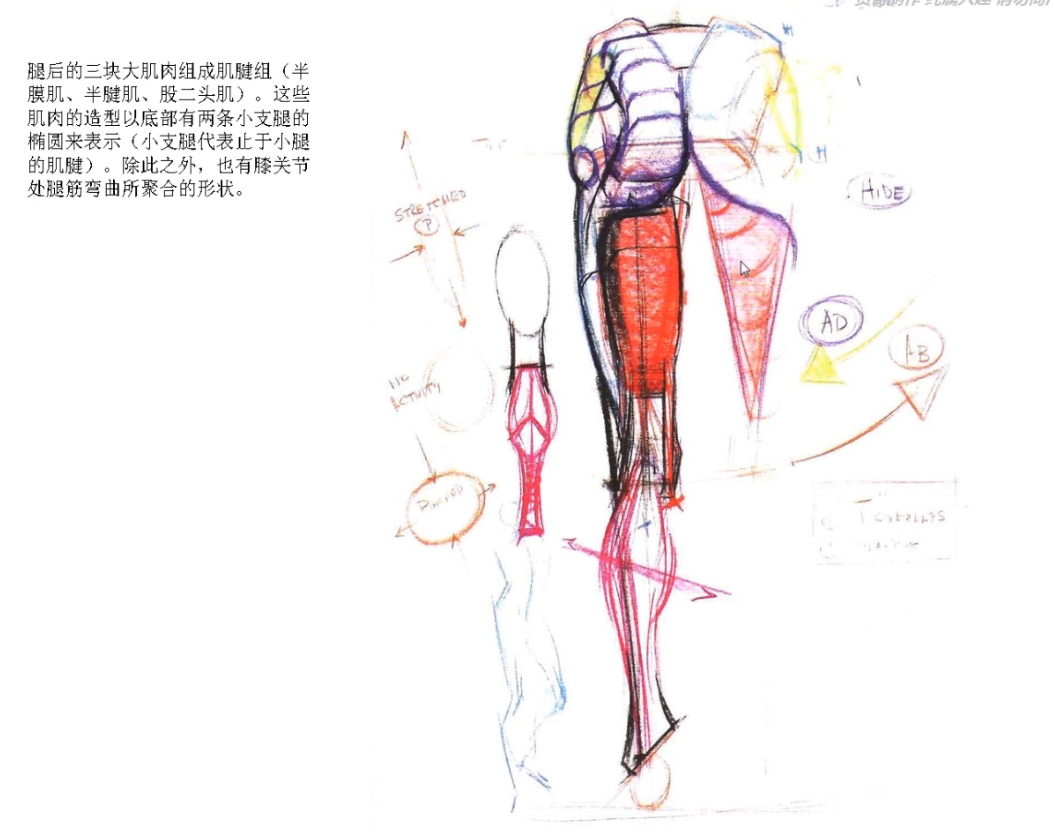 腿后的三块大肌肉组成肌腱组（半
膜肌、半腱肌、股二头肌）。这些
肌肉的造型以底部有两条小支腿的
椭圆来表示（小支腿代表止于小腿
的肌腱）。除此之外，也有膝关节
处腿筋弯曲所聚合的形状。
H
H
HIDE
STRETCHED
P
AD
AB
NO
ACTIVITY